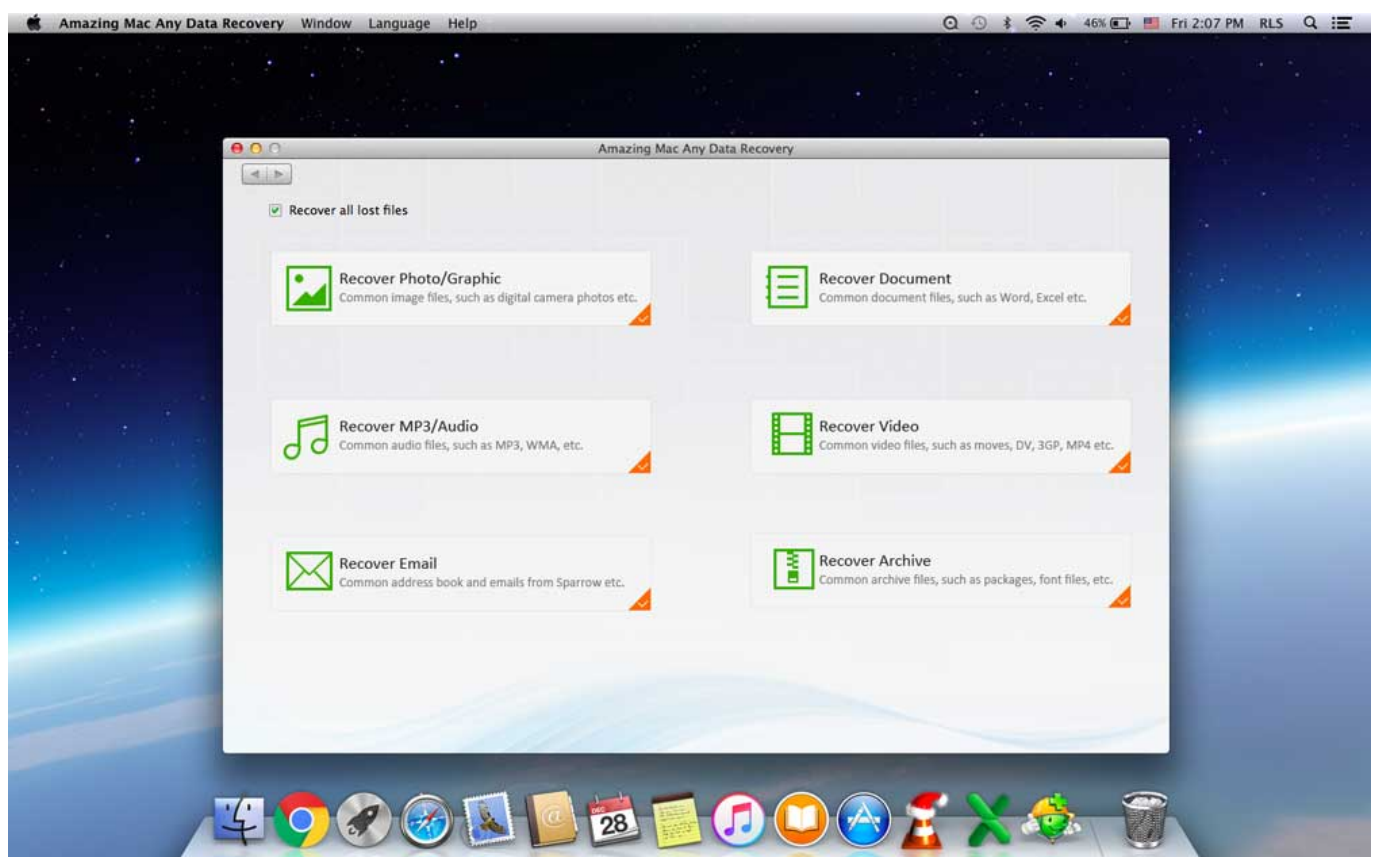 Amazing Mac Any Data Recovery Window Language Help 46% Fri 2:07 PM RLS
Amazing Mac Any Data Recovery
Recover all lost files
Recover Photo/Graphic
Common image files, such as digital camera photos etc.
Recover Document
Common document files, such as Word, Excel etc.
Recover MP3/Audio
Common audio files, such as MP3, WMA, etc.
Recover Video
Common video files, such as moves, DV, 3GP, MP4 etc.
Recover Email
Common address book and emails from Sparrow etc.
Recover Archive
Common archive files, such as packages, font files, etc.
@
DEC
28